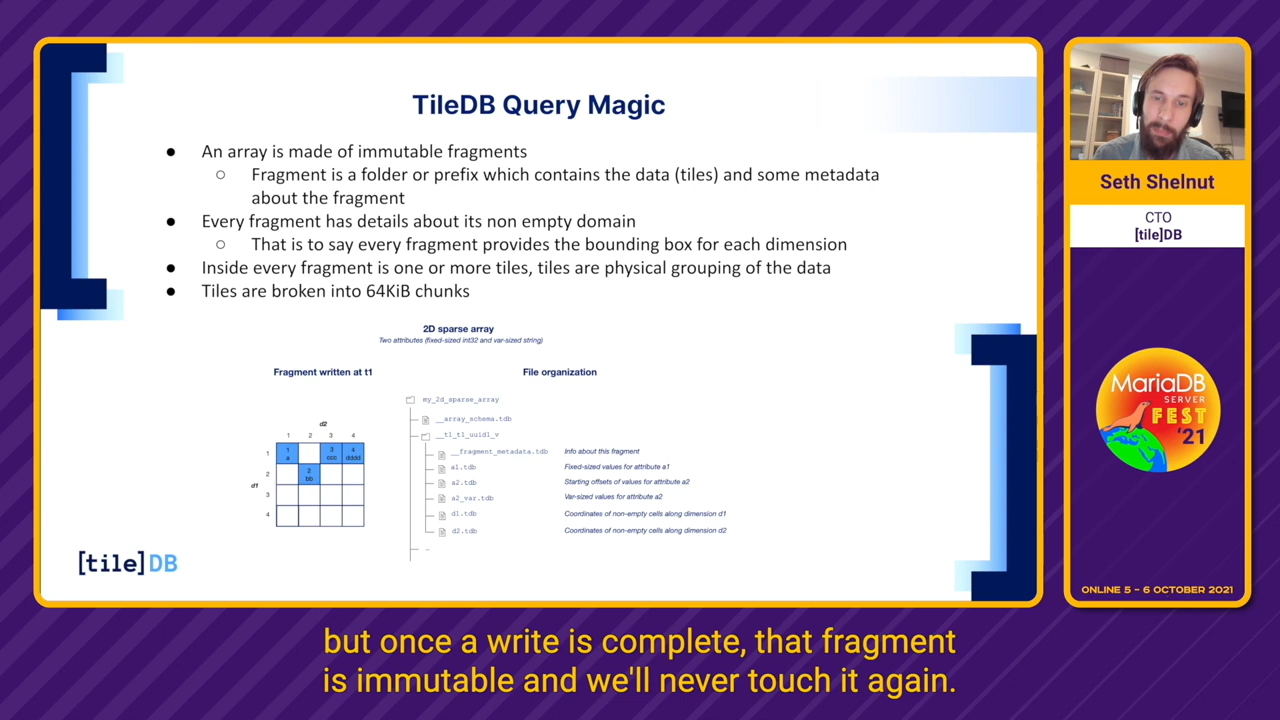 TileDB Query Magic
● An array is made of immutable fragments
○ Fragment is a folder or prefix which contains the data (tiles) and some metadata
about the fragment
● Every fragment has details about its non empty domain
○ That is to say every fragment provides the bounding box for each dimension
● Inside every fragment is one or more tiles, tiles are physical grouping of the data
● Tiles are broken into 64KiB chunks
2D sparse array
Two attributes (fixed-sized int32 and var-sized string)
Fragment written at t1
d2
1 2 3 4
d1
1
2
3
4
1 3 4
a ccc dddd
2
bb
File organization
my_2d_sparse_array
__array_schema.tdb
__t1_t1_uuid1_v
__fragment_metadata.tdb Info about this fragment
a1.tdb Fixed-sized values for attribute a1
a2.tdb Starting offsets of values for attribute a2
a2_var.tdb Var-sized values for attribute a2
d1.tdb Coordinates of non-empty cells along dimension d1
d2.tdb Coordinates of non-empty cells along dimension d2
…
[tile]DB
Seth Shelnut
CTO
[tile]DB
MariaDB
SERVER
FEST
'21
ONLINE 5 – 6 OCTOBER 2021
but once a write is complete, that fragment
is immutable and we'll never touch it again.